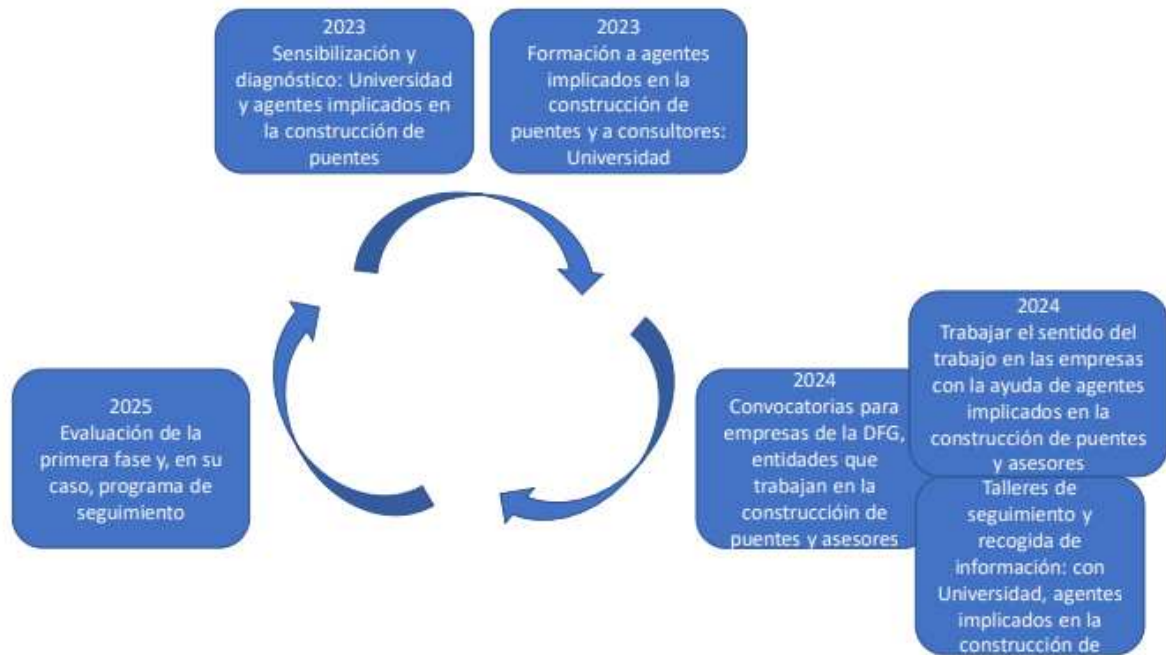 2023
Sensibilización y
diagnóstico: Universidad
y agentes implicados en
la construcción de
puentes
2023
Formación a agentes
implicados en la
construcción de
puentes y a consultores:
Universidad
2024
Trabajar el sentido del
trabajo en las empresas
con la ayuda de agentes
implicados en la
construcción de puentes
y asesores
2024
Convocatorias para
empresas de la DFG,
entidades que
trabajan en la
construccióin de
puentes y asesores
Talleres de
seguimiento y
recogida de
información: con
Universidad, agentes
implicados en la
construcción de
2025
Evaluación de la
primera fase y, en su
caso, programa de
seguimiento